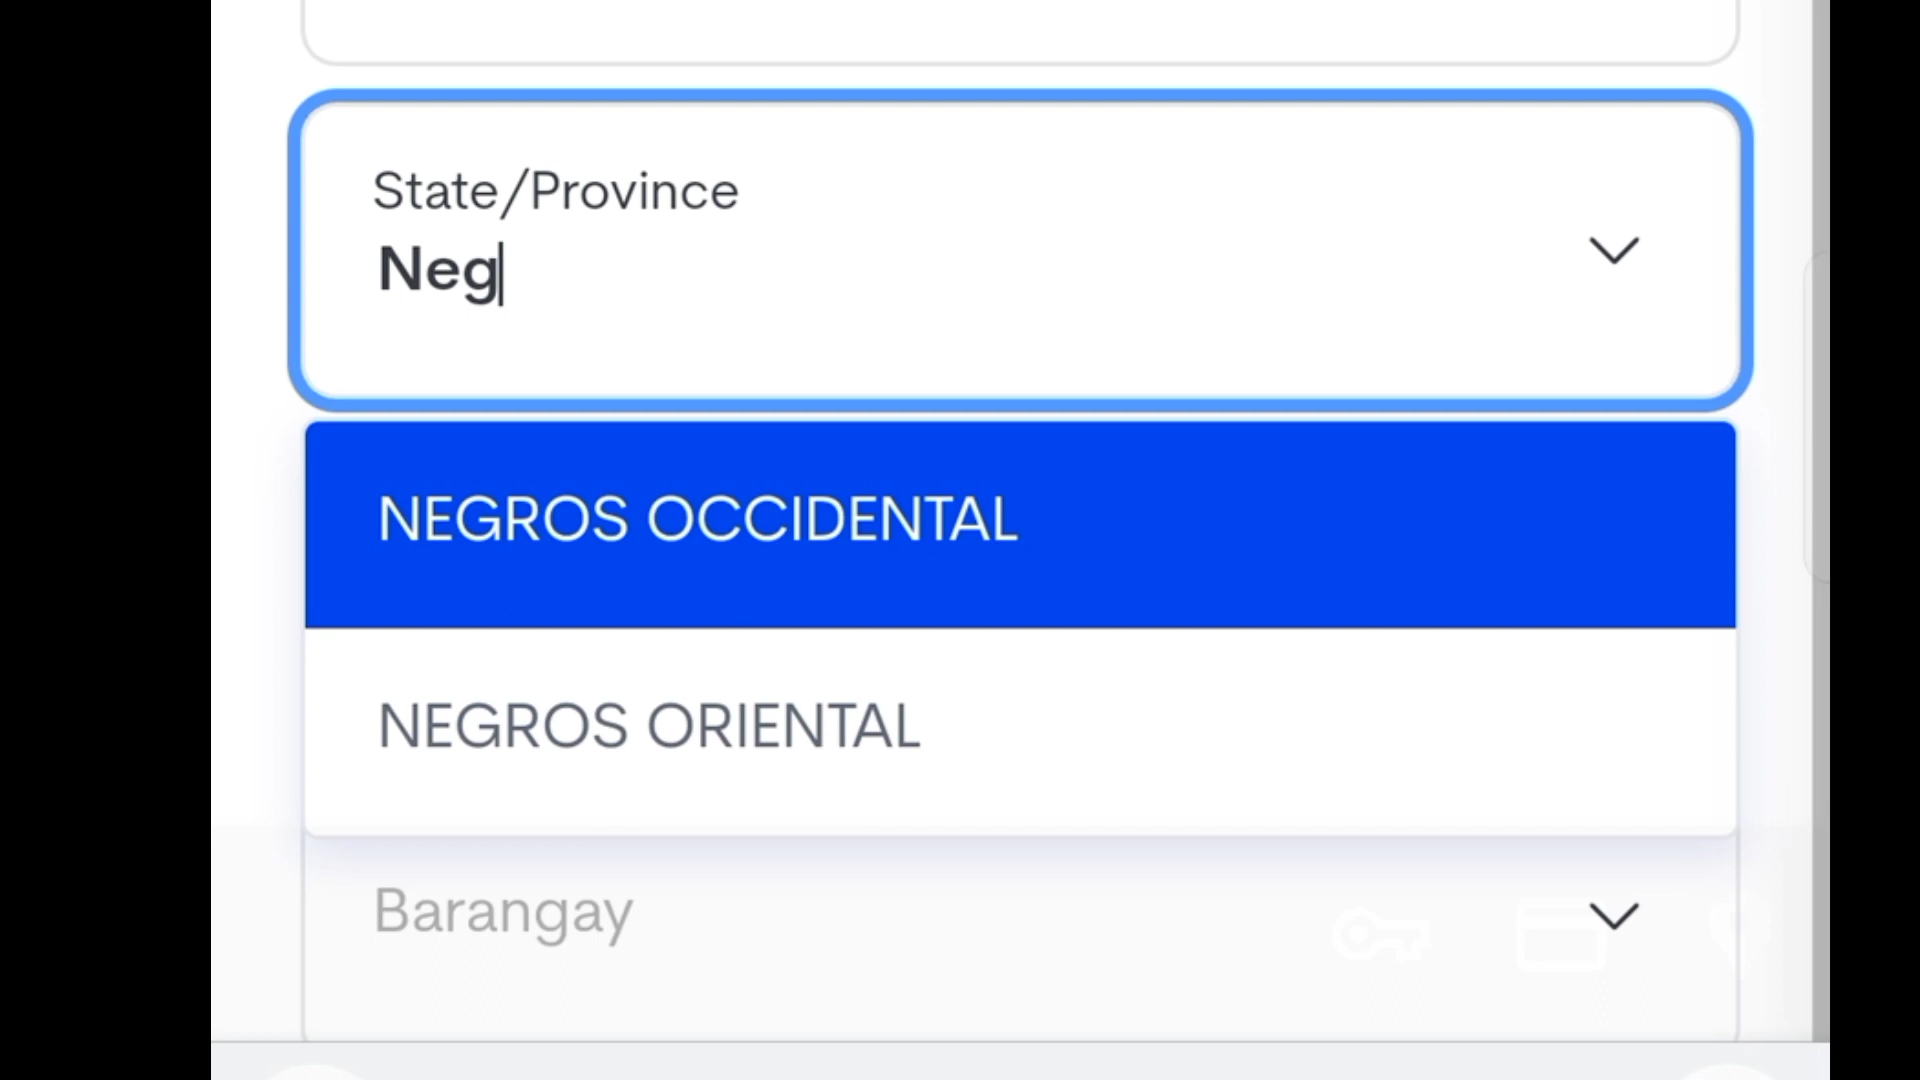 State/Province
Neg
NEGROS OCCIDENTAL
NEGROS ORIENTAL
Barangay